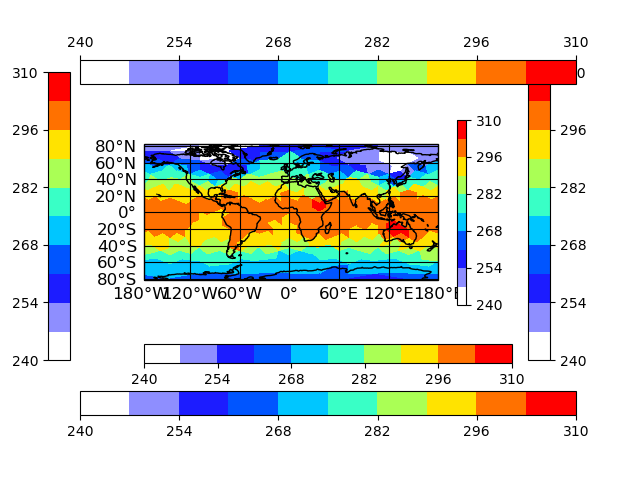 240 254 268 282 296 310
310 0
310
296 296 296
80°N
60°N
40°N
282 20°N 282 282
0°
20°S
268 40°S 268 268
60°S
80°S 254
180°W 120°W 60°W 0° 60°E 120°E 180°E
254 240 254
240 240
240 254 268 282 296 310
240 254 268 282 296 310